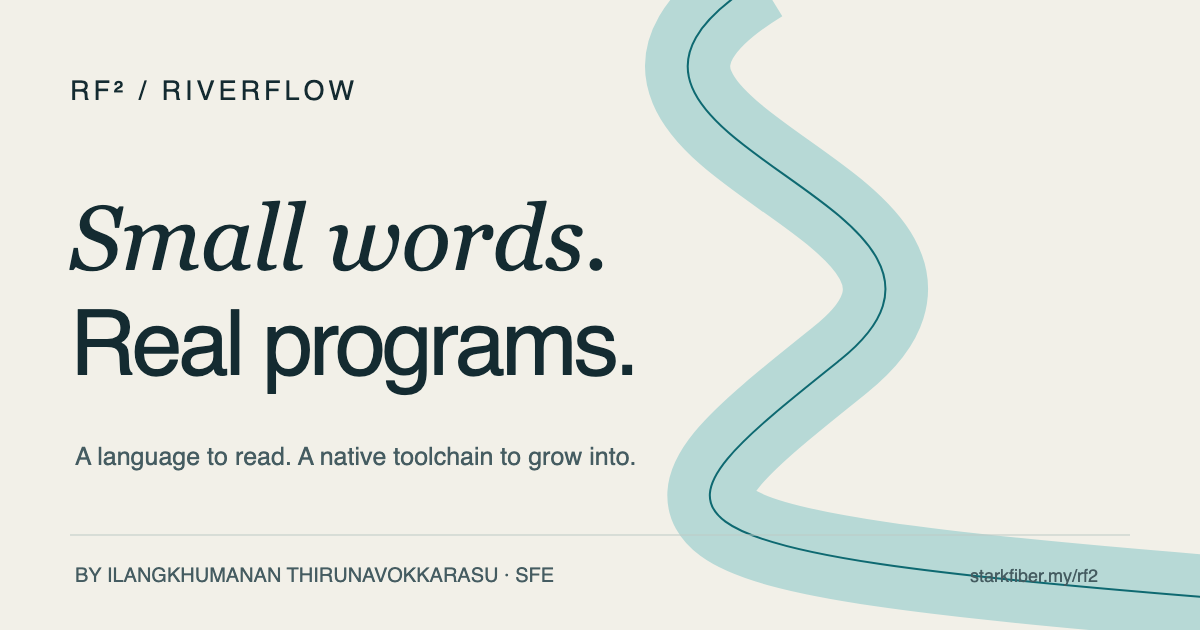 RF² / RIVERFLOW
Small words.
Real programs.
A language to read. A native toolchain to grow into.
BY ILANGKHUMANAN THIRUNAVOKKARASU · SFE
starkfiber.my/rf2